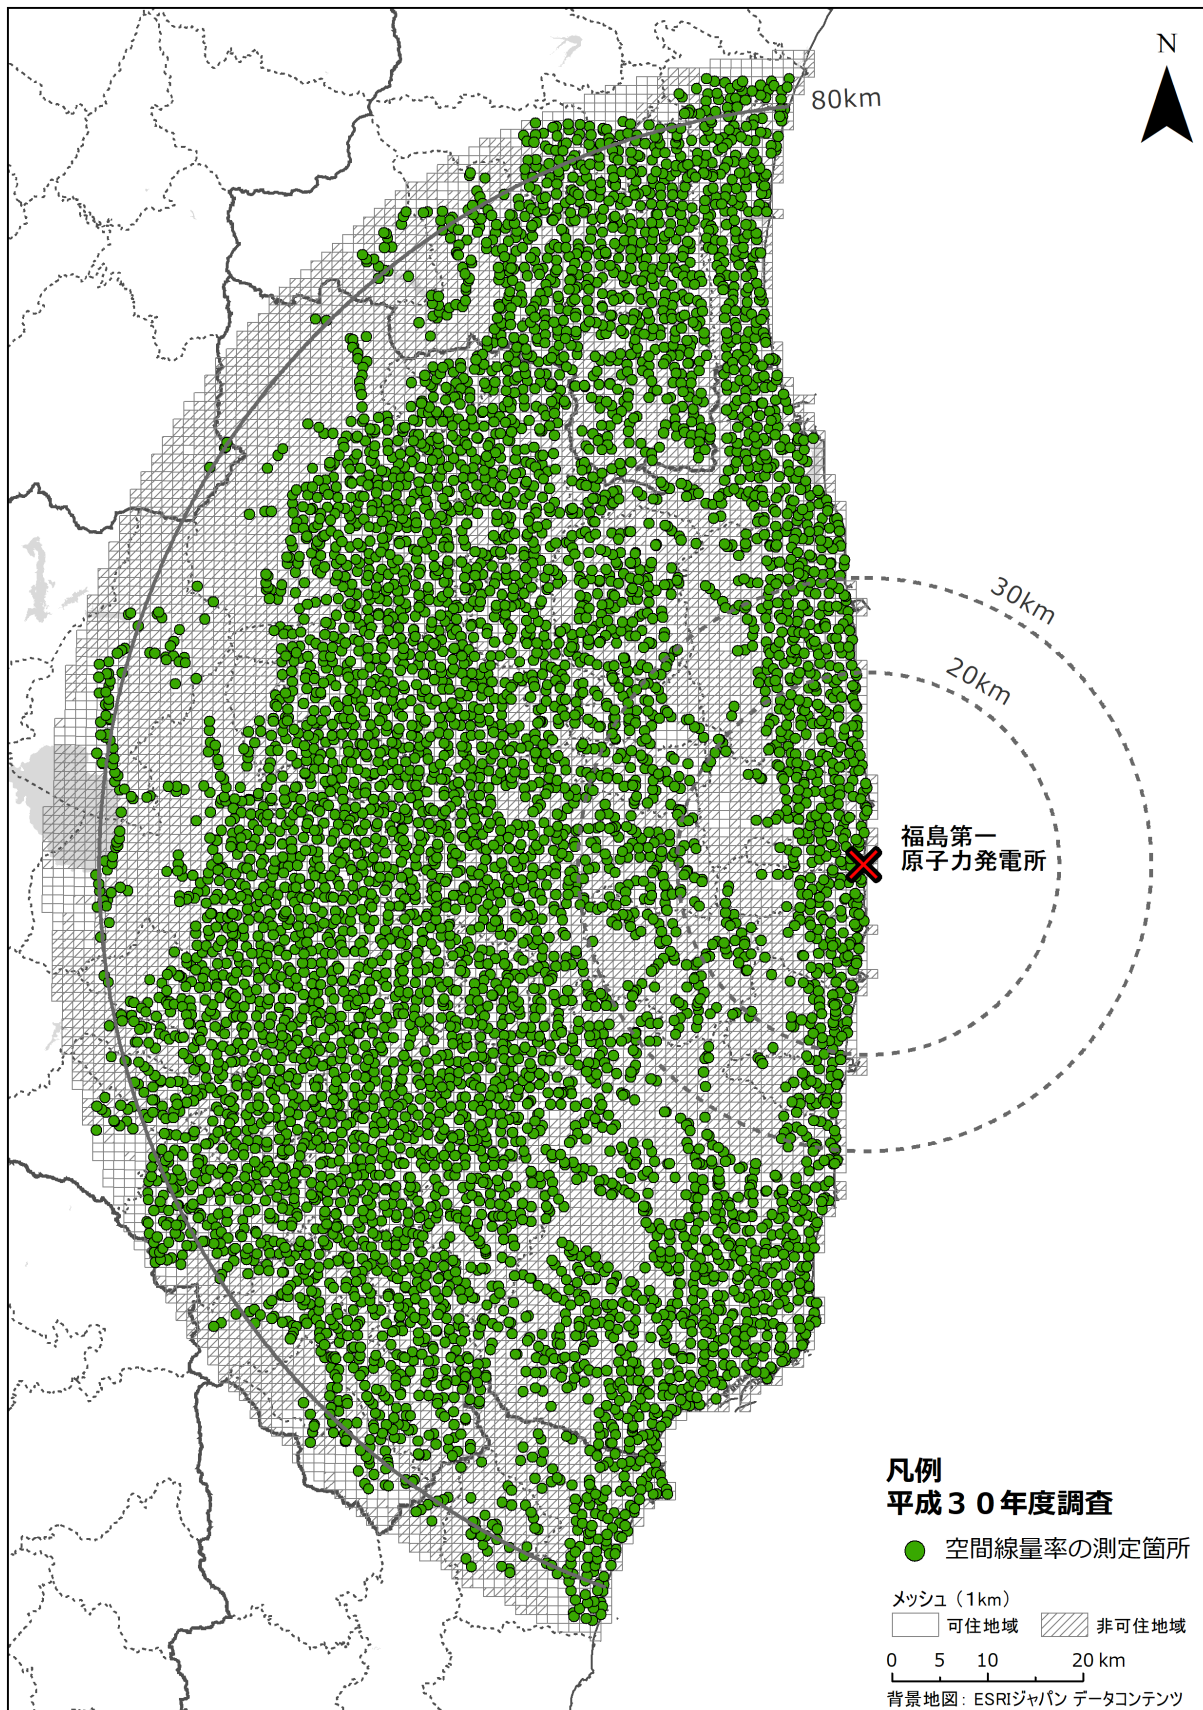 N
80km
30km
20km
福島第一
原子力発電所
凡例
平成３０年度調査
空間線量率の測定箇所
メッシュ（1km）
可住地域 非可住地域
0 5 10 20 km
背景地図： ESRIジャパン データコンテンツ